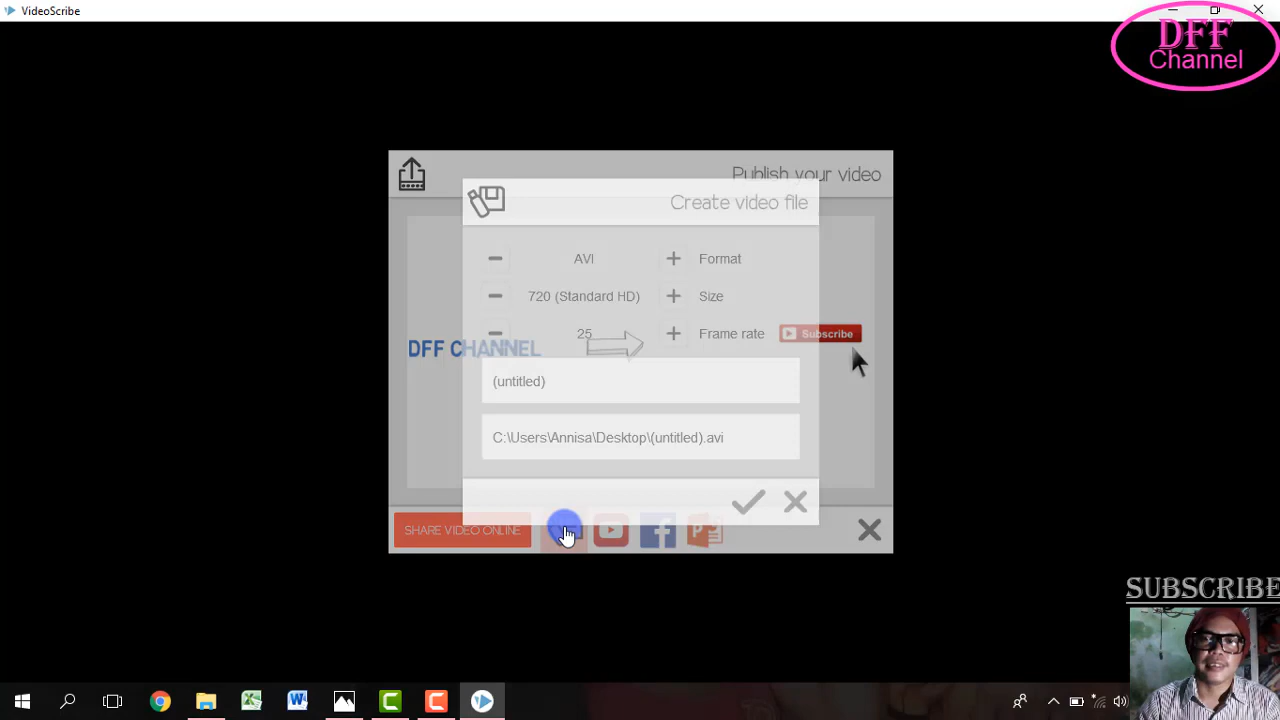 VideoScribe
DFF
Channel
Publish your video
Create video file
AVI
Format
720 (Standard HD)
Size
25
Frame rate
Subscribe
DFF CHANNEL
(untitled)
C:\Users\Annisa\Desktop\(untitled).avi
SHARE VIDEO ONLINE
SUBSCRIBE